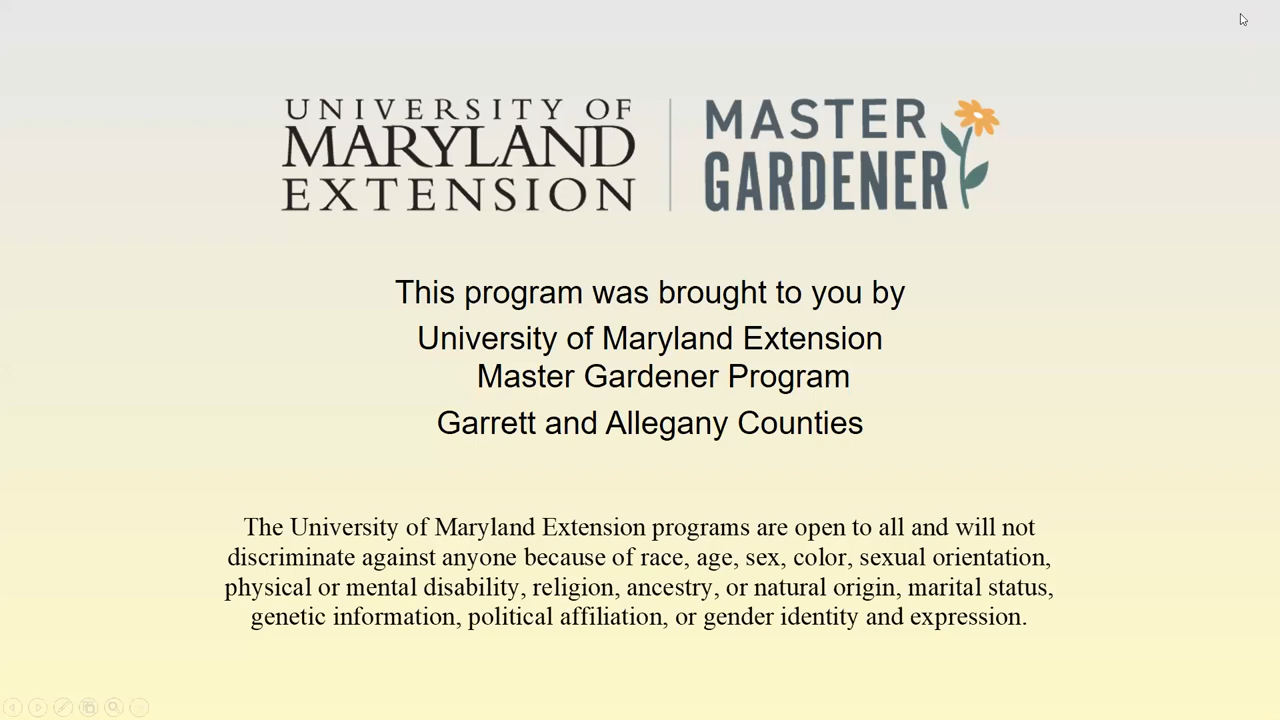 UNIVERSITY OF
MARYLAND
EXTENSION
MASTER
GARDENER
This program was brought to you by
University of Maryland Extension
Master Gardener Program
Garrett and Allegany Counties
The University of Maryland Extension programs are open to all and will not
discriminate against anyone because of race, age, sex, color, sexual orientation,
physical or mental disability, religion, ancestry, or natural origin, marital status,
genetic information, political affiliation, or gender identity and expression.